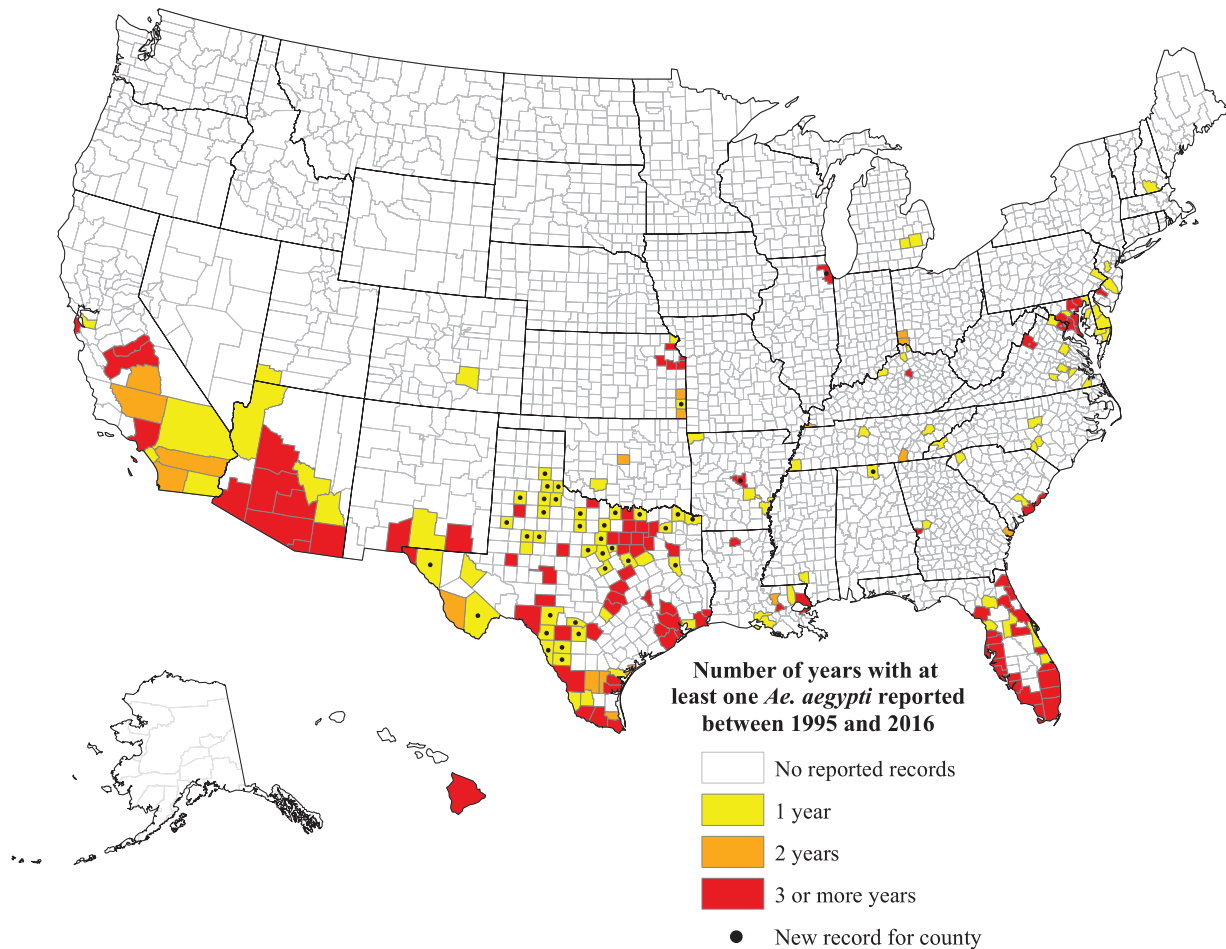 Number of years with at
least one Ae. aegypti reported
between 1995 and 2016
No reported records
1 year
2 years
3 or more years
New record for county